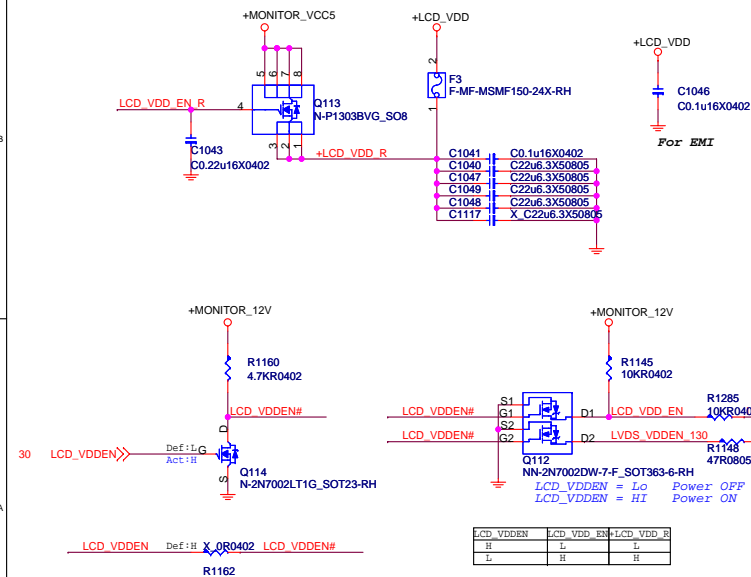 +MONITOR_VCC5
+LCD_VDD
+LCD_VDD
5 6 7 8
2
F3
F-MF-MSMF150-24X-RH
1
C1046
C0.1u16X0402
For EMI
LCD_VDD_EN_R
4
Q113
N-P1303BVG_SO8
B
C1043
C0.22u16X0402
3 2 1
+LCD_VDD_R
C1041 C0.1u16X0402
C1040 C22u6.3X50805
C1047 C22u6.3X50805
C1049 C22u6.3X50805
C1048 C22u6.3X50805
C1117 X_C22u6.3X50805
+MONITOR_12V
+MONITOR_12V
R1160
4.7KR0402
R1145
10KR0402
LCD_VDDEN#
D
LCD_VDDEN# S1 G1 D1 LCD_VDD_EN
R1285
10KR040
LCD_VDDEN# S2 G2 D2 LVDS_VDDEN_130
R1148
47R0805
30 LCD_VDDEN Def:L G
Act:H
S
Q114
N-2N7002LT1G_SOT23-RH
Q112
NN-2N7002DW-7-F_SOT363-6-RH
LCD_VDDEN = Lo Power OFF
LCD_VDDEN = HI Power ON
A
LCD_VDDEN Def:H X_0R0402 LCD_VDDEN#
R1162
LCD_VDDEN LCD_VDD_EN +LCD_VDD_R
H L L
L H H